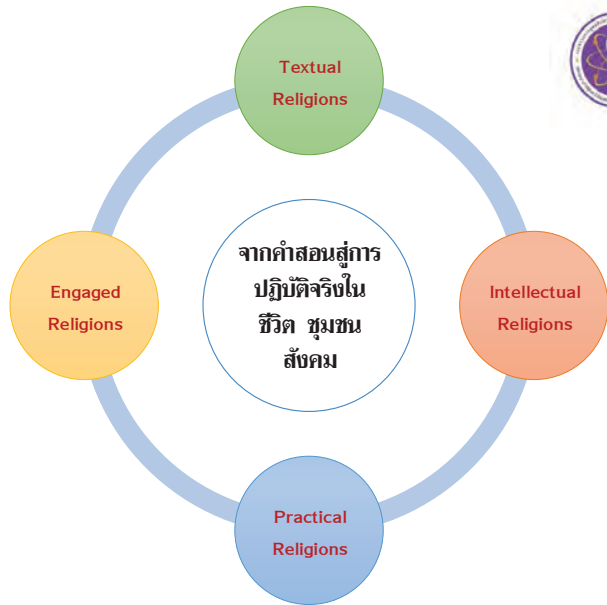 Textual
Religions
จากคำสอนสู่การ
ปฏิบัติจริงใน
ชีวิต ชุมชน
สังคม
Engaged
Religions
Intellectual
Religions
Practical
Religions